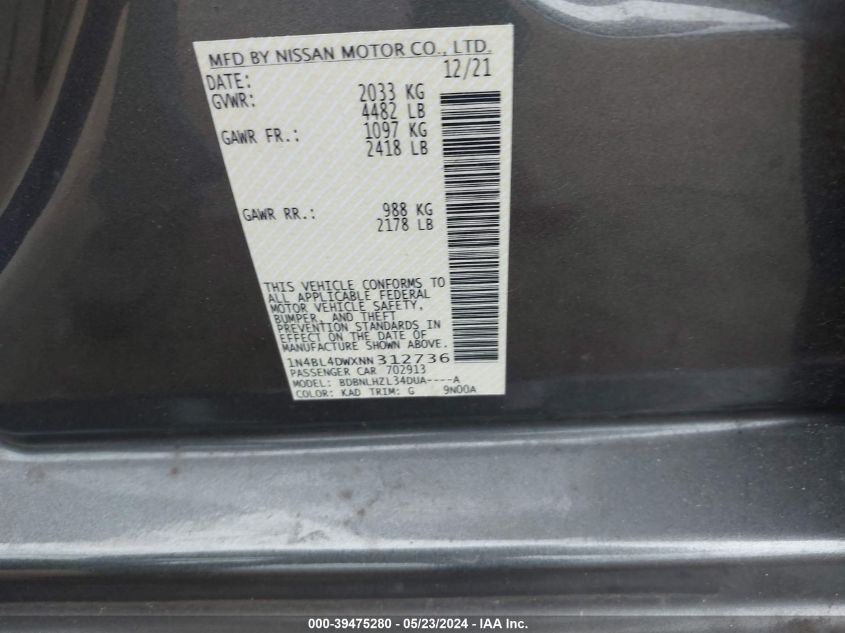 MFD BY NISSAN MOTOR CO., LTD.
DATE: 12/21
GVWR: 2033 KG
4482 LB
GAWR FR.: 1097 KG
2418 LB
GAWR RR.: 988 KG
2178 LB
THIS VEHICLE CONFORMS TO
ALL APPLICABLE FEDERAL
MOTOR VEHICLE SAFETY,
BUMPER, AND THEFT
PREVENTION STANDARDS IN
EFFECT ON THE DATE OF
MANUFACTURE SHOWN ABOVE.
1N4BL4DWXNN312736
PASSENGER CAR 702913
MODEL: BDBNLHZL34DUA----A
COLOR: KAD TRIM: G 9N00A
000-39475280 - 05/23/2024 - IAA Inc.